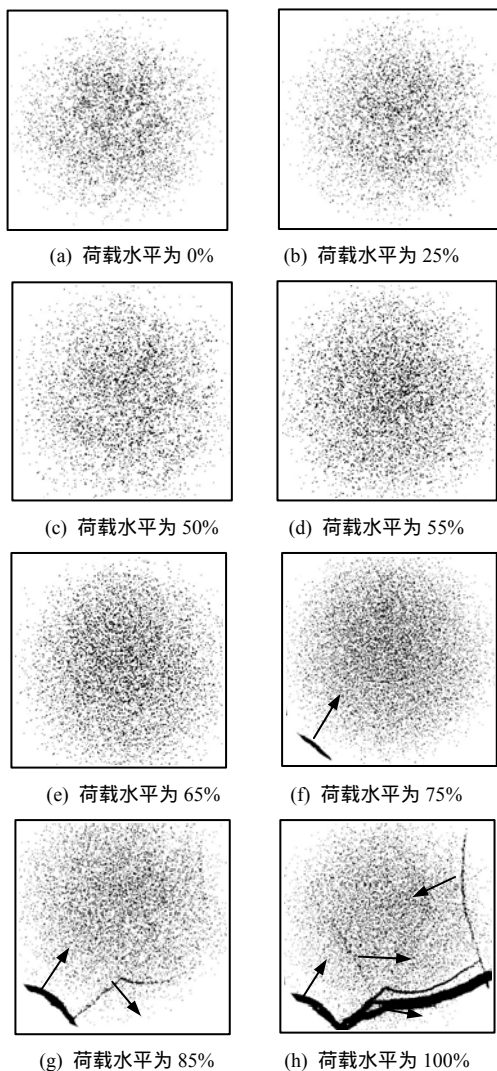 (a) 荷载水平为 0%
(b) 荷载水平为 25%
(c) 荷载水平为 50%
(d) 荷载水平为 55%
(e) 荷载水平为 65%
(f) 荷载水平为 75%
(g) 荷载水平为 85%
(h) 荷载水平为 100%